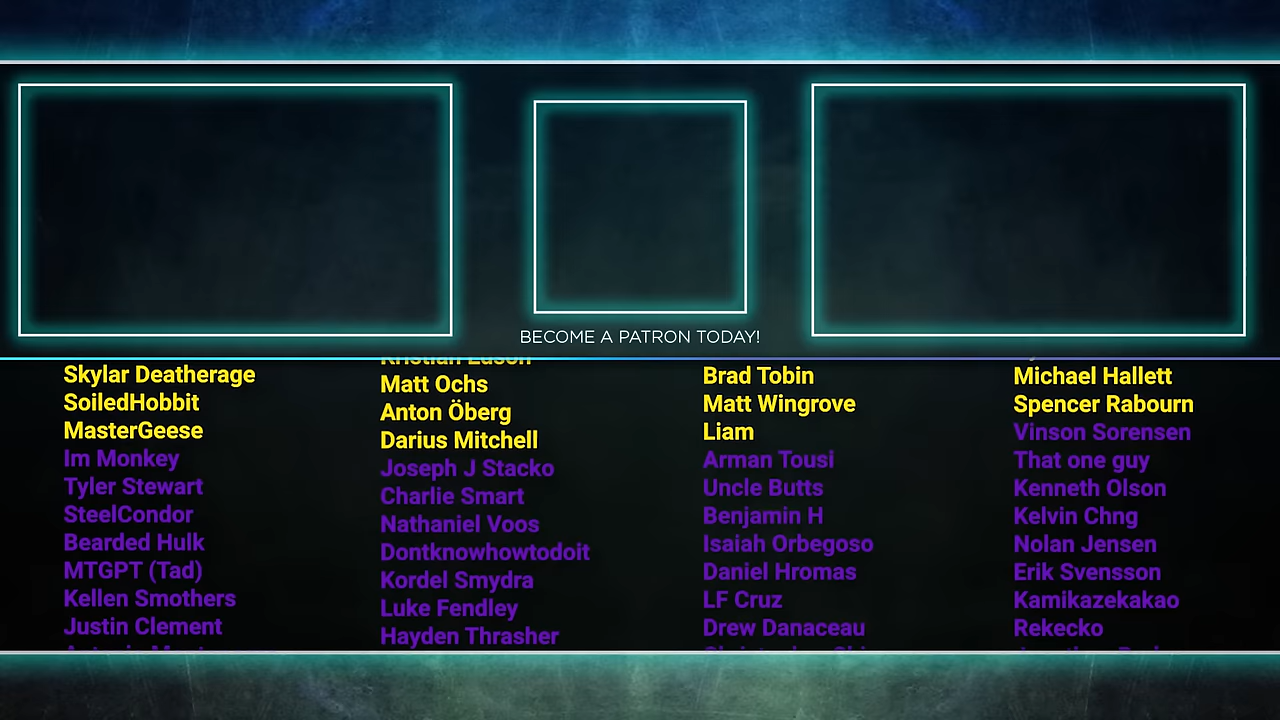 BECOME A PATRON TODAY!
Skylar Deatherage
SoiledHobbit
MasterGeese
Im Monkey
Tyler Stewart
SteelCondor
Bearded Hulk
MTGPT (Tad)
Kellen Smothers
Justin Clement
Matt Ochs
Anton Öberg
Darius Mitchell
Joseph J Stacko
Charlie Smart
Nathaniel Voos
Dontknowhowtodoit
Kordel Smydra
Luke Fendley
Hayden Thrasher
Brad Tobin
Matt Wingrove
Liam
Arman Tousi
Uncle Butts
Benjamin H
Isaiah Orbegoso
Daniel Hromas
LF Cruz
Drew Danaceau
Michael Hallett
Spencer Rabourn
Vinson Sorensen
That one guy
Kenneth Olson
Kelvin Chng
Nolan Jensen
Erik Svensson
Kamikazekakao
Rekecko